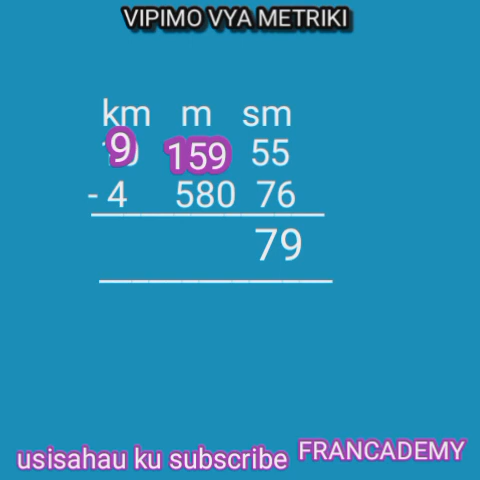 VIPIMO VYA METRIKI
km m sm
9 159 55
- 4 580 76
79
usisahau ku subscribe FRANCADEMY